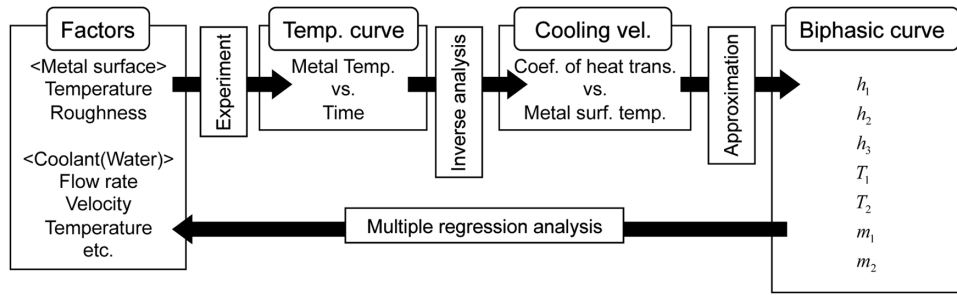 Factors
<Metal surface>
Temperature
Roughness
<Coolant(Water)>
Flow rate
Velocity
Temperature
etc.
Experiment
Temp. curve
Metal Temp.
vs.
Time
Inverse analysis
Cooling vel.
Coef. of heat trans.
vs.
Metal surf. temp.
Approximation
Biphasic curve
h₁
h₂
h₃
T₁
T₂
m₁
m₂
Multiple regression analysis